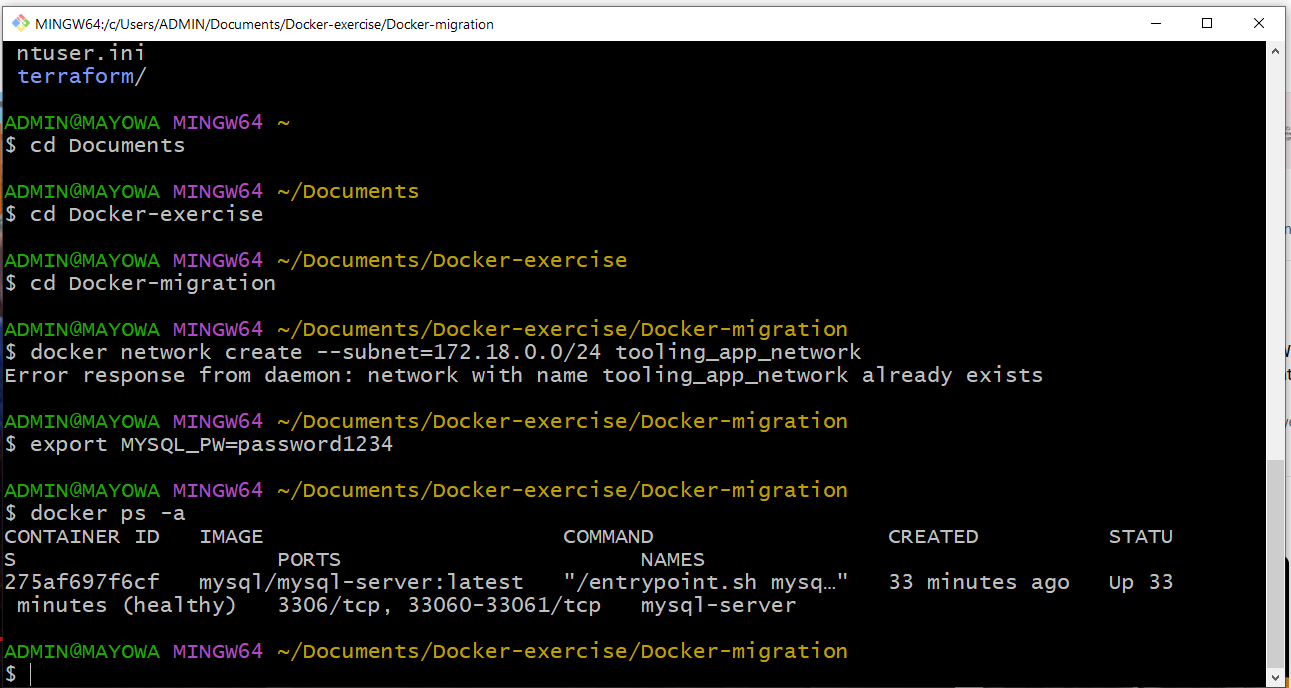 MINGW64:/c/Users/ADMIN/Documents/Docker-exercise/Docker-migration
ntuser.ini
terraform/
ADMIN@MAYOWA MINGW64 ~
$ cd Documents
ADMIN@MAYOWA MINGW64 ~/Documents
$ cd Docker-exercise
ADMIN@MAYOWA MINGW64 ~/Documents/Docker-exercise
$ cd Docker-migration
ADMIN@MAYOWA MINGW64 ~/Documents/Docker-exercise/Docker-migration
$ docker network create --subnet=172.18.0.0/24 tooling_app_network
Error response from daemon: network with name tooling_app_network already exists
ADMIN@MAYOWA MINGW64 ~/Documents/Docker-exercise/Docker-migration
$ export MYSQL_PW=password1234
ADMIN@MAYOWA MINGW64 ~/Documents/Docker-exercise/Docker-migration
$ docker ps -a
CONTAINER ID   IMAGE                       COMMAND                  CREATED          STATU
S                    PORTS                       NAMES
275af697f6cf   mysql/mysql-server:latest   "/entrypoint.sh mysq…"   33 minutes ago   Up 33
 minutes (healthy)   3306/tcp, 33060-33061/tcp   mysql-server
ADMIN@MAYOWA MINGW64 ~/Documents/Docker-exercise/Docker-migration
$